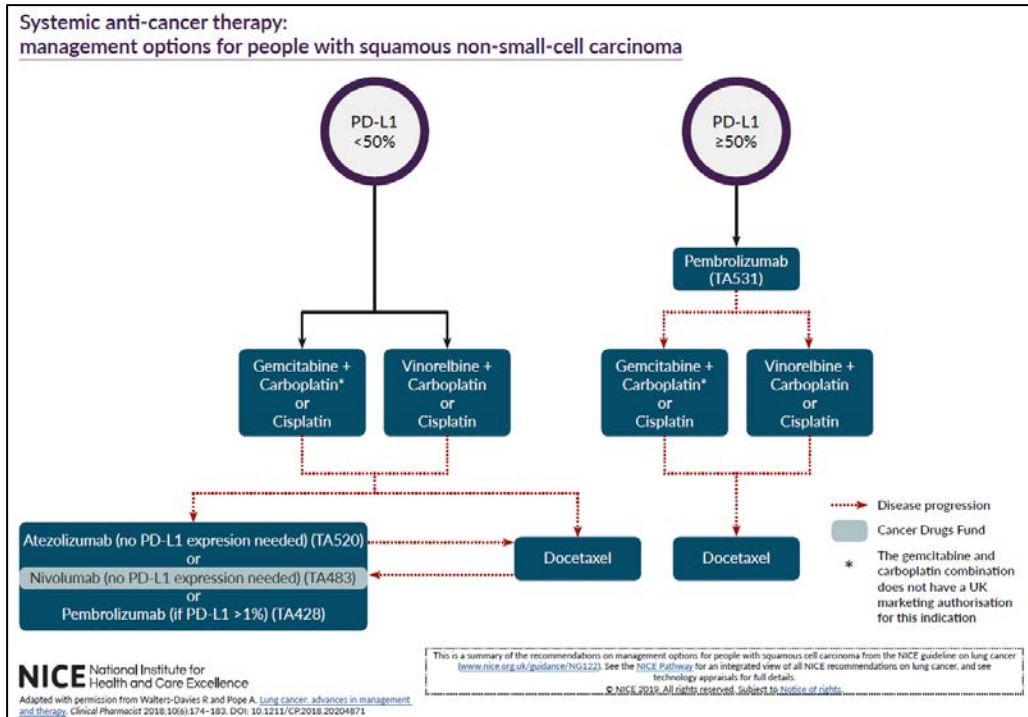 Systemic anti-cancer therapy:
management options for people with squamous non-small-cell carcinoma
PD-L1
<50%
PD-L1
≥50%
Pembrolizumab
(TA531)
Gemcitabine +
Carboplatin*
or
Cisplatin
Vinorelbine +
Carboplatin
or
Cisplatin
Gemcitabine +
Carboplatin*
or
Cisplatin
Vinorelbine +
Carboplatin
or
Cisplatin
Atezolizumab (no PD-L1 expresion needed) (TA520)
or
Nivolumab (no PD-L1 expression needed) (TA483)
or
Pembrolizumab (if PD-L1 >1%) (TA428)
Docetaxel
Docetaxel
Disease progression
Cancer Drugs Fund
* The gemcitabine and
carboplatin combination
does not have a UK
marketing authorisation
for this indication
NICE National Institute for
Health and Care Excellence
Adapted with permission from Walters-Davies R and Pope A. Lung cancer: advances in management
and therapy. Clinical Pharmacist 2018;10(6):174–183. DOI: 10.1211/CP.2018.20204871
This is a summary of the recommendations on management options for people with squamous cell carcinoma from the NICE guideline on lung cancer
(www.nice.org.uk/guidance/NG122). See the NICE Pathway for an integrated view of all NICE recommendations on lung cancer, and see
technology appraisals for full details.
© NICE 2019. All rights reserved. Subject to Notice of rights.